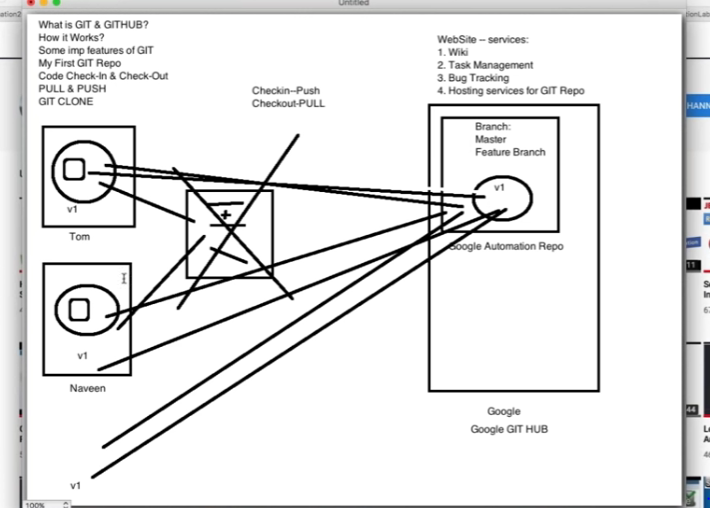 Untitled
What is GIT & GITHUB?
How it Works?
Some imp features of GIT
My First GIT Repo
Code Check-In & Check-Out
PULL & PUSH
GIT CLONE
WebSite -- services:
1. Wiki
2. Task Management
3. Bug Tracking
4. Hosting services for GIT Repo
Checkin--Push
Checkout-PULL
Branch:
Master
Feature Branch
v1
v1
Tom
Google Automation Repo
v1
Naveen
Google
Google GIT HUB
v1
100%
11
44